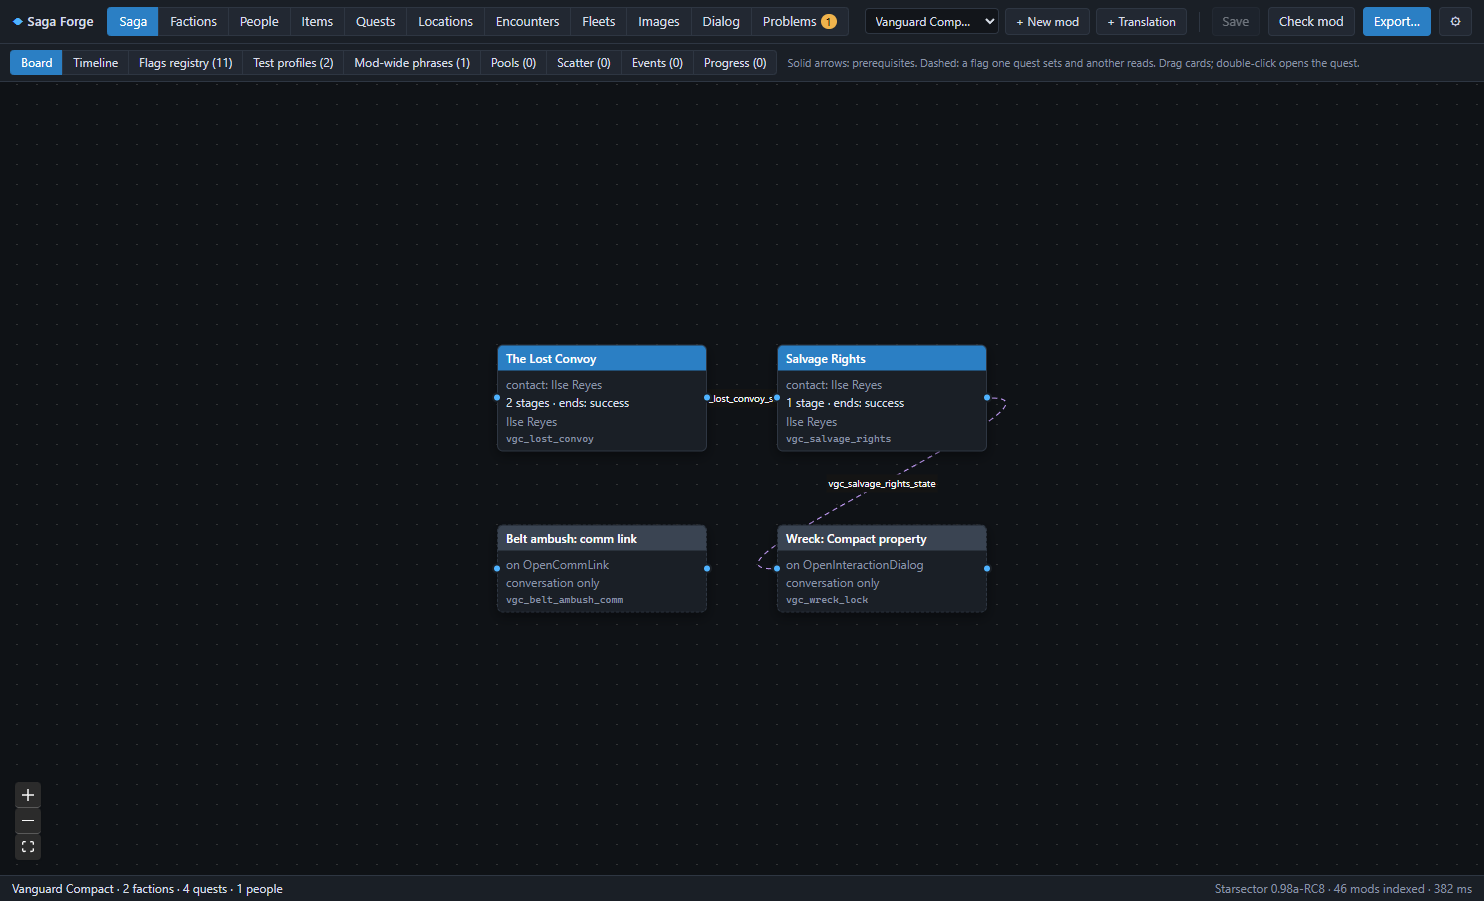 Saga Forge
Saga
Factions
People
Items
Quests
Locations
Encounters
Fleets
Images
Dialog
Problems 1
Vanguard Comp...
+ New mod
+ Translation
Save
Check mod
Export...
Board
Timeline
Flags registry (11)
Test profiles (2)
Mod-wide phrases (1)
Pools (0)
Scatter (0)
Events (0)
Progress (0)
Solid arrows: prerequisites. Dashed: a flag one quest sets and another reads. Drag cards; double-click opens the quest.
The Lost Convoy
contact: Ilse Reyes
2 stages · ends: success
Ilse Reyes
vgc_lost_convoy
_lost_convoy_s
Salvage Rights
contact: Ilse Reyes
1 stage · ends: success
Ilse Reyes
vgc_salvage_rights
vgc_salvage_rights_state
Belt ambush: comm link
on OpenCommLink
conversation only
vgc_belt_ambush_comm
Wreck: Compact property
on OpenInteractionDialog
conversation only
vgc_wreck_lock
Vanguard Compact · 2 factions · 4 quests · 1 people
Starsector 0.98a-RC8 · 46 mods indexed · 382 ms